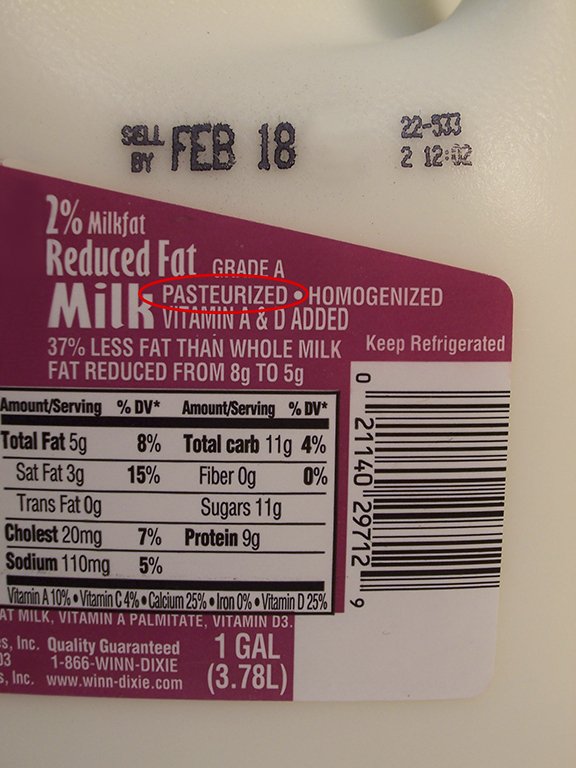 SELL BY FEB 18
22-533
2 12:02
2% Milkfat
Reduced Fat
Milk
GRADE A
PASTEURIZED • HOMOGENIZED
VITAMIN A & D ADDED
37% LESS FAT THAN WHOLE MILK
FAT REDUCED FROM 8g TO 5g
Keep Refrigerated
Amount/Serving % DV* Amount/Serving % DV*
Total Fat 5g 8% Total carb 11g 4%
Sat Fat 3g 15% Fiber 0g 0%
Trans Fat 0g Sugars 11g
Cholest 20mg 7% Protein 9g
Sodium 110mg 5%
Vitamin A 10% • Vitamin C 4% • Calcium 25% • Iron 0% • Vitamin D 25%
AT MILK, VITAMIN A PALMITATE, VITAMIN D3.
s, Inc. Quality Guaranteed
03 1-866-WINN-DIXIE
s, Inc. www.winn-dixie.com
1 GAL
(3.78L)
0 21140 29712 9